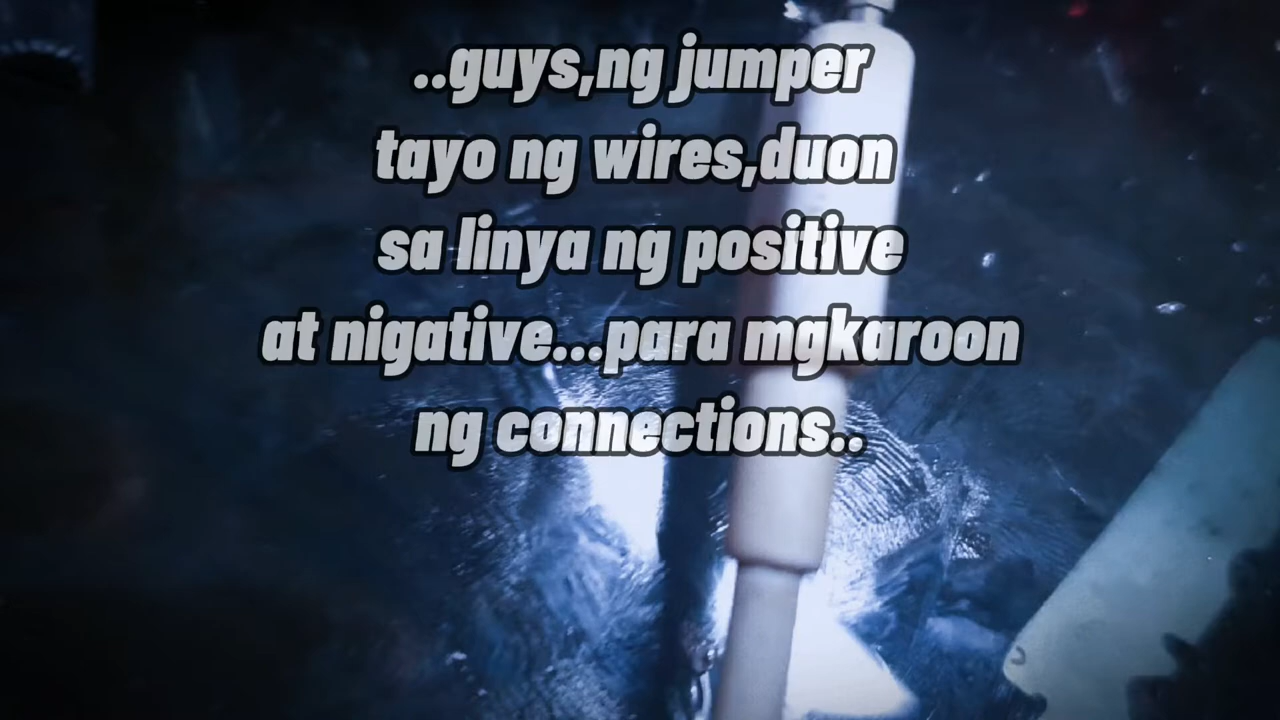 ..guys,ng jumper
tayo ng wires,duon
sa linya ng positive
at nigative...para mgkaroon
ng connections..